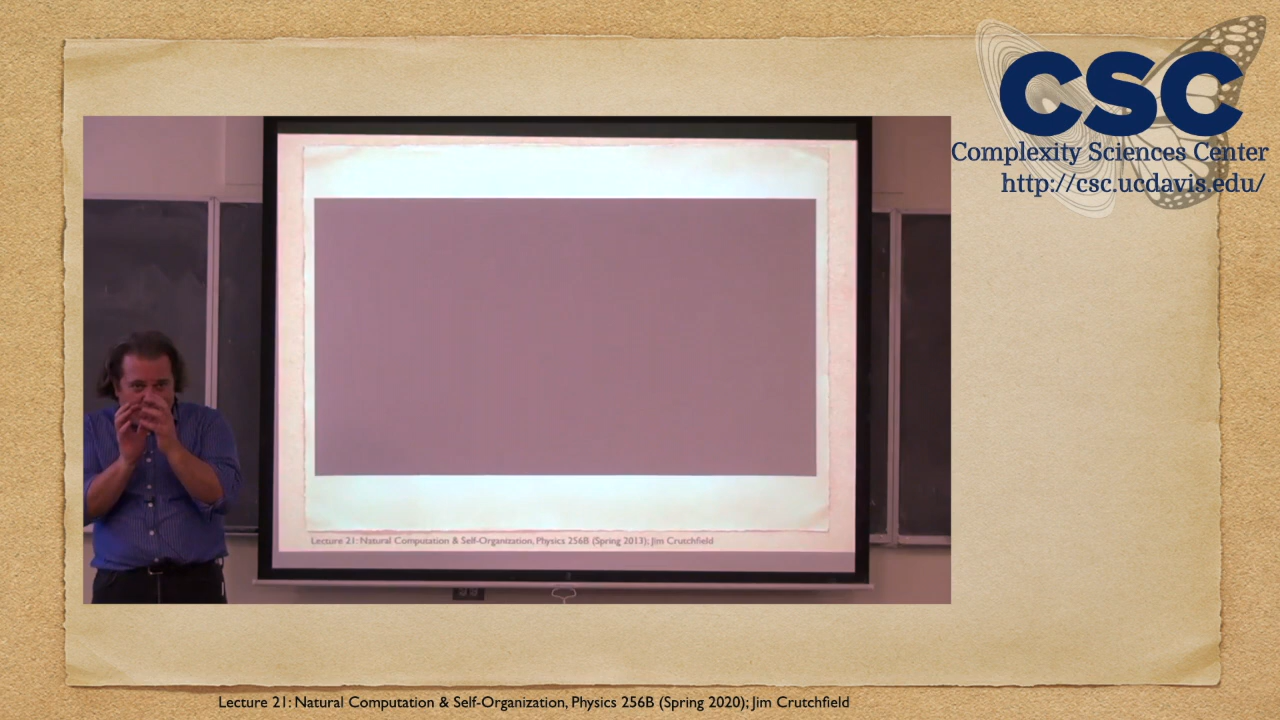 CSC
Complexity Sciences Center
http://csc.ucdavis.edu/
Lecture 21: Natural Computation & Self-Organization, Physics 256B (Spring 2013); Jim Crutchfield
Lecture 21: Natural Computation & Self-Organization, Physics 256B (Spring 2020); Jim Crutchfield